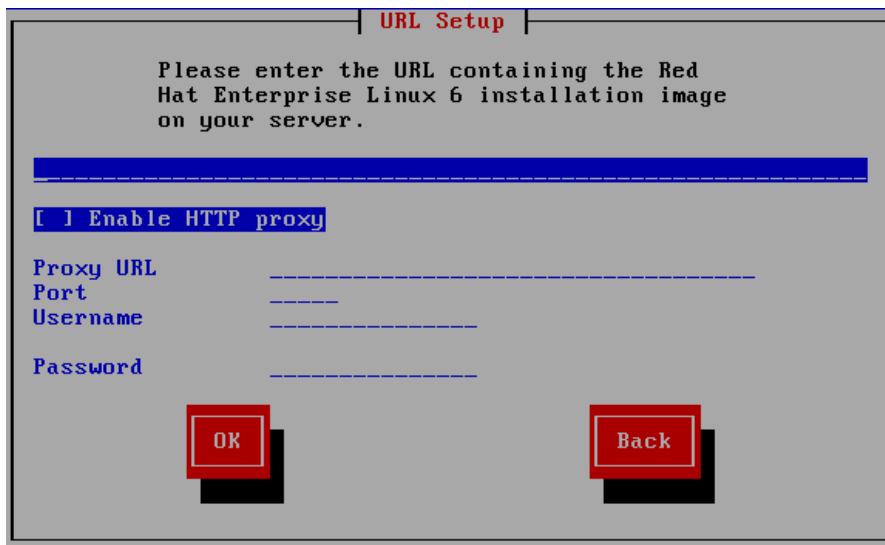 URL Setup
Please enter the URL containing the Red
Hat Enterprise Linux 6 installation image
on your server.
[ ] Enable HTTP proxy
Proxy URL
Port
Username
Password
OK
Back